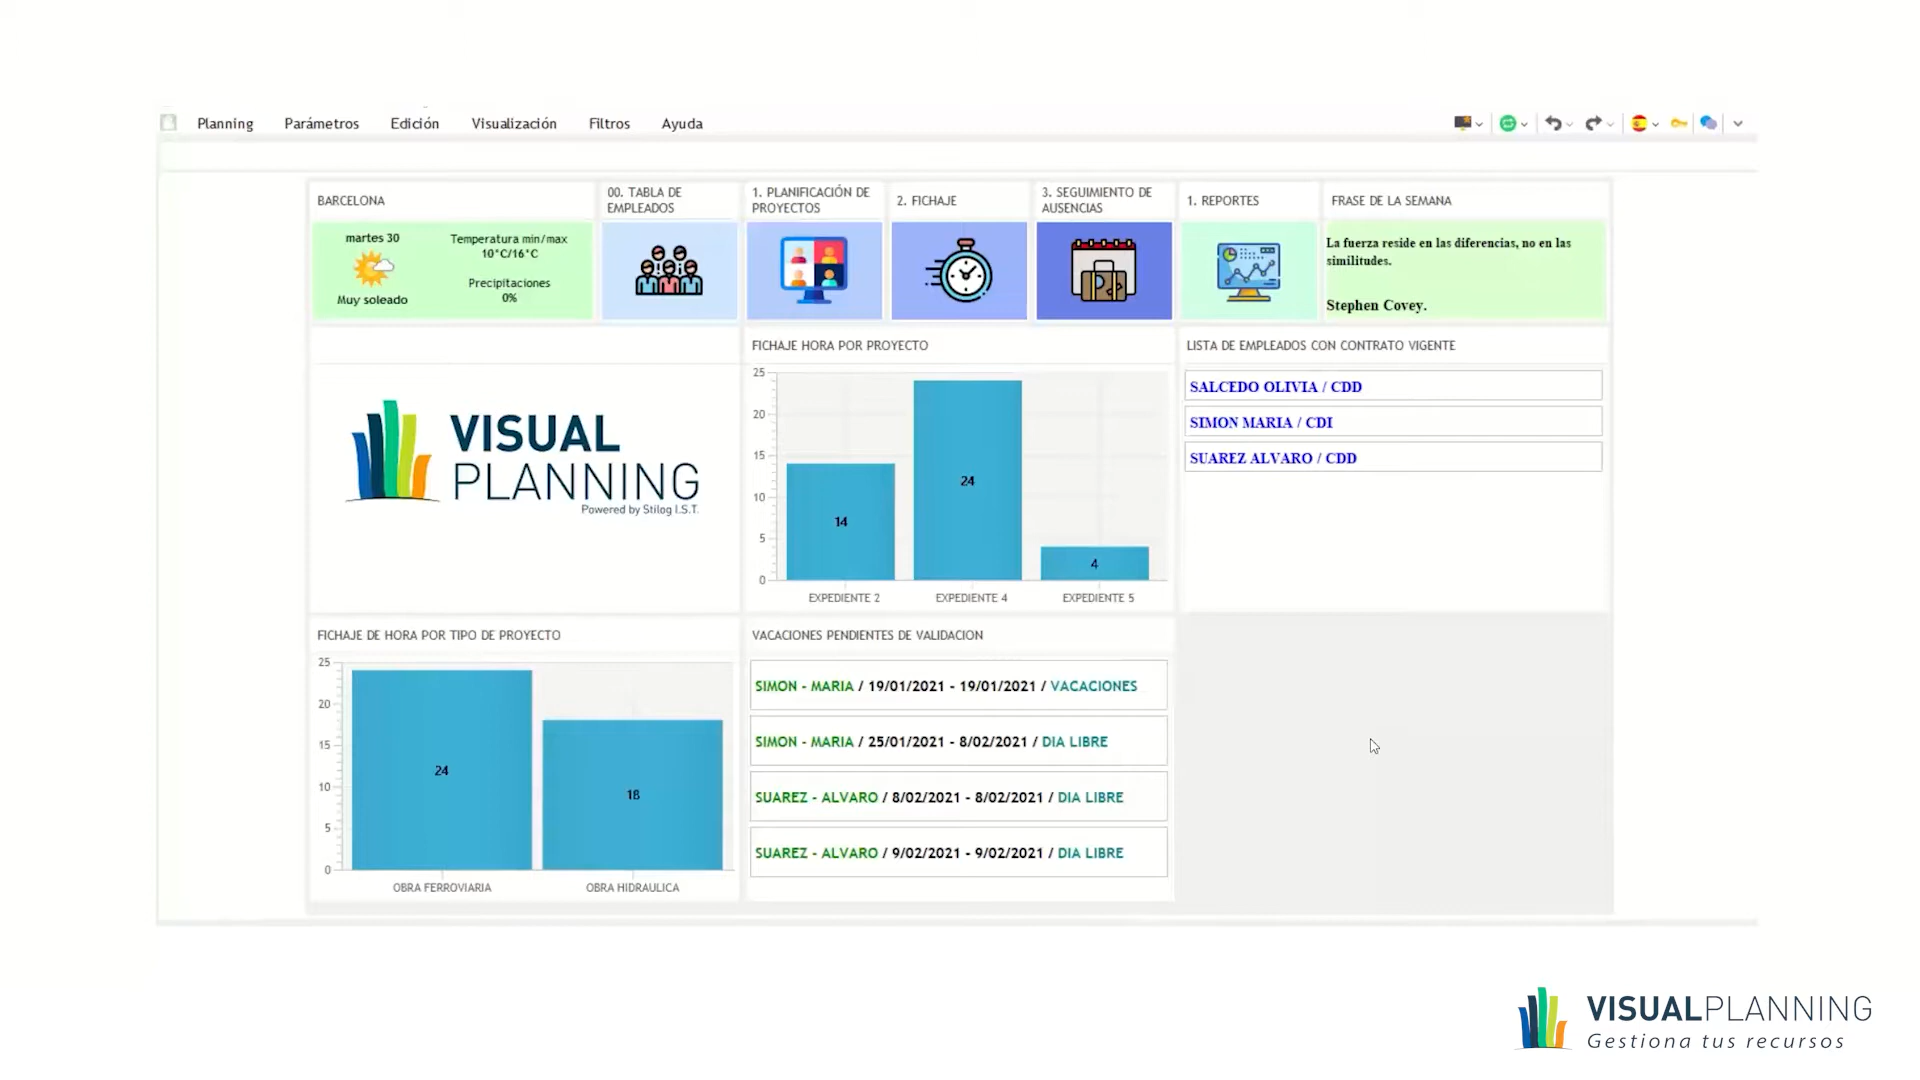 Planning Parámetros Edición Visualización Filtros Ayuda
BARCELONA
martes 30
Muy soleado
Temperatura min/max
10°C/16°C
Precipitaciones
0%
00. TABLA DE
EMPLEADOS
1. PLANIFICACIÓN DE
PROYECTOS
2. FICHAJE
3. SEGUIMIENTO DE
AUSENCIAS
1. REPORTES
FRASE DE LA SEMANA
La fuerza reside en las diferencias, no en las
similitudes.
Stephen Covey.
VISUAL
PLANNING
Powered by Stilog I.S.T.
FICHAJE HORA POR PROYECTO
25
20
15
10
5
0
14
24
4
EXPEDIENTE 2
EXPEDIENTE 4
EXPEDIENTE 5
LISTA DE EMPLEADOS CON CONTRATO VIGENTE
SALCEDO OLIVIA / CDD
SIMON MARIA / CDI
SUAREZ ALVARO / CDD
FICHAJE DE HORA POR TIPO DE PROYECTO
25
20
15
10
5
0
24
18
OBRA FERROVIARIA
OBRA HIDRAULICA
VACACIONES PENDIENTES DE VALIDACION
SIMON - MARIA / 19/01/2021 - 19/01/2021 / VACACIONES
SIMON - MARIA / 25/01/2021 - 8/02/2021 / DIA LIBRE
SUAREZ - ALVARO / 8/02/2021 - 8/02/2021 / DIA LIBRE
SUAREZ - ALVARO / 9/02/2021 - 9/02/2021 / DIA LIBRE
VISUALPLANNING
Gestiona tus recursos